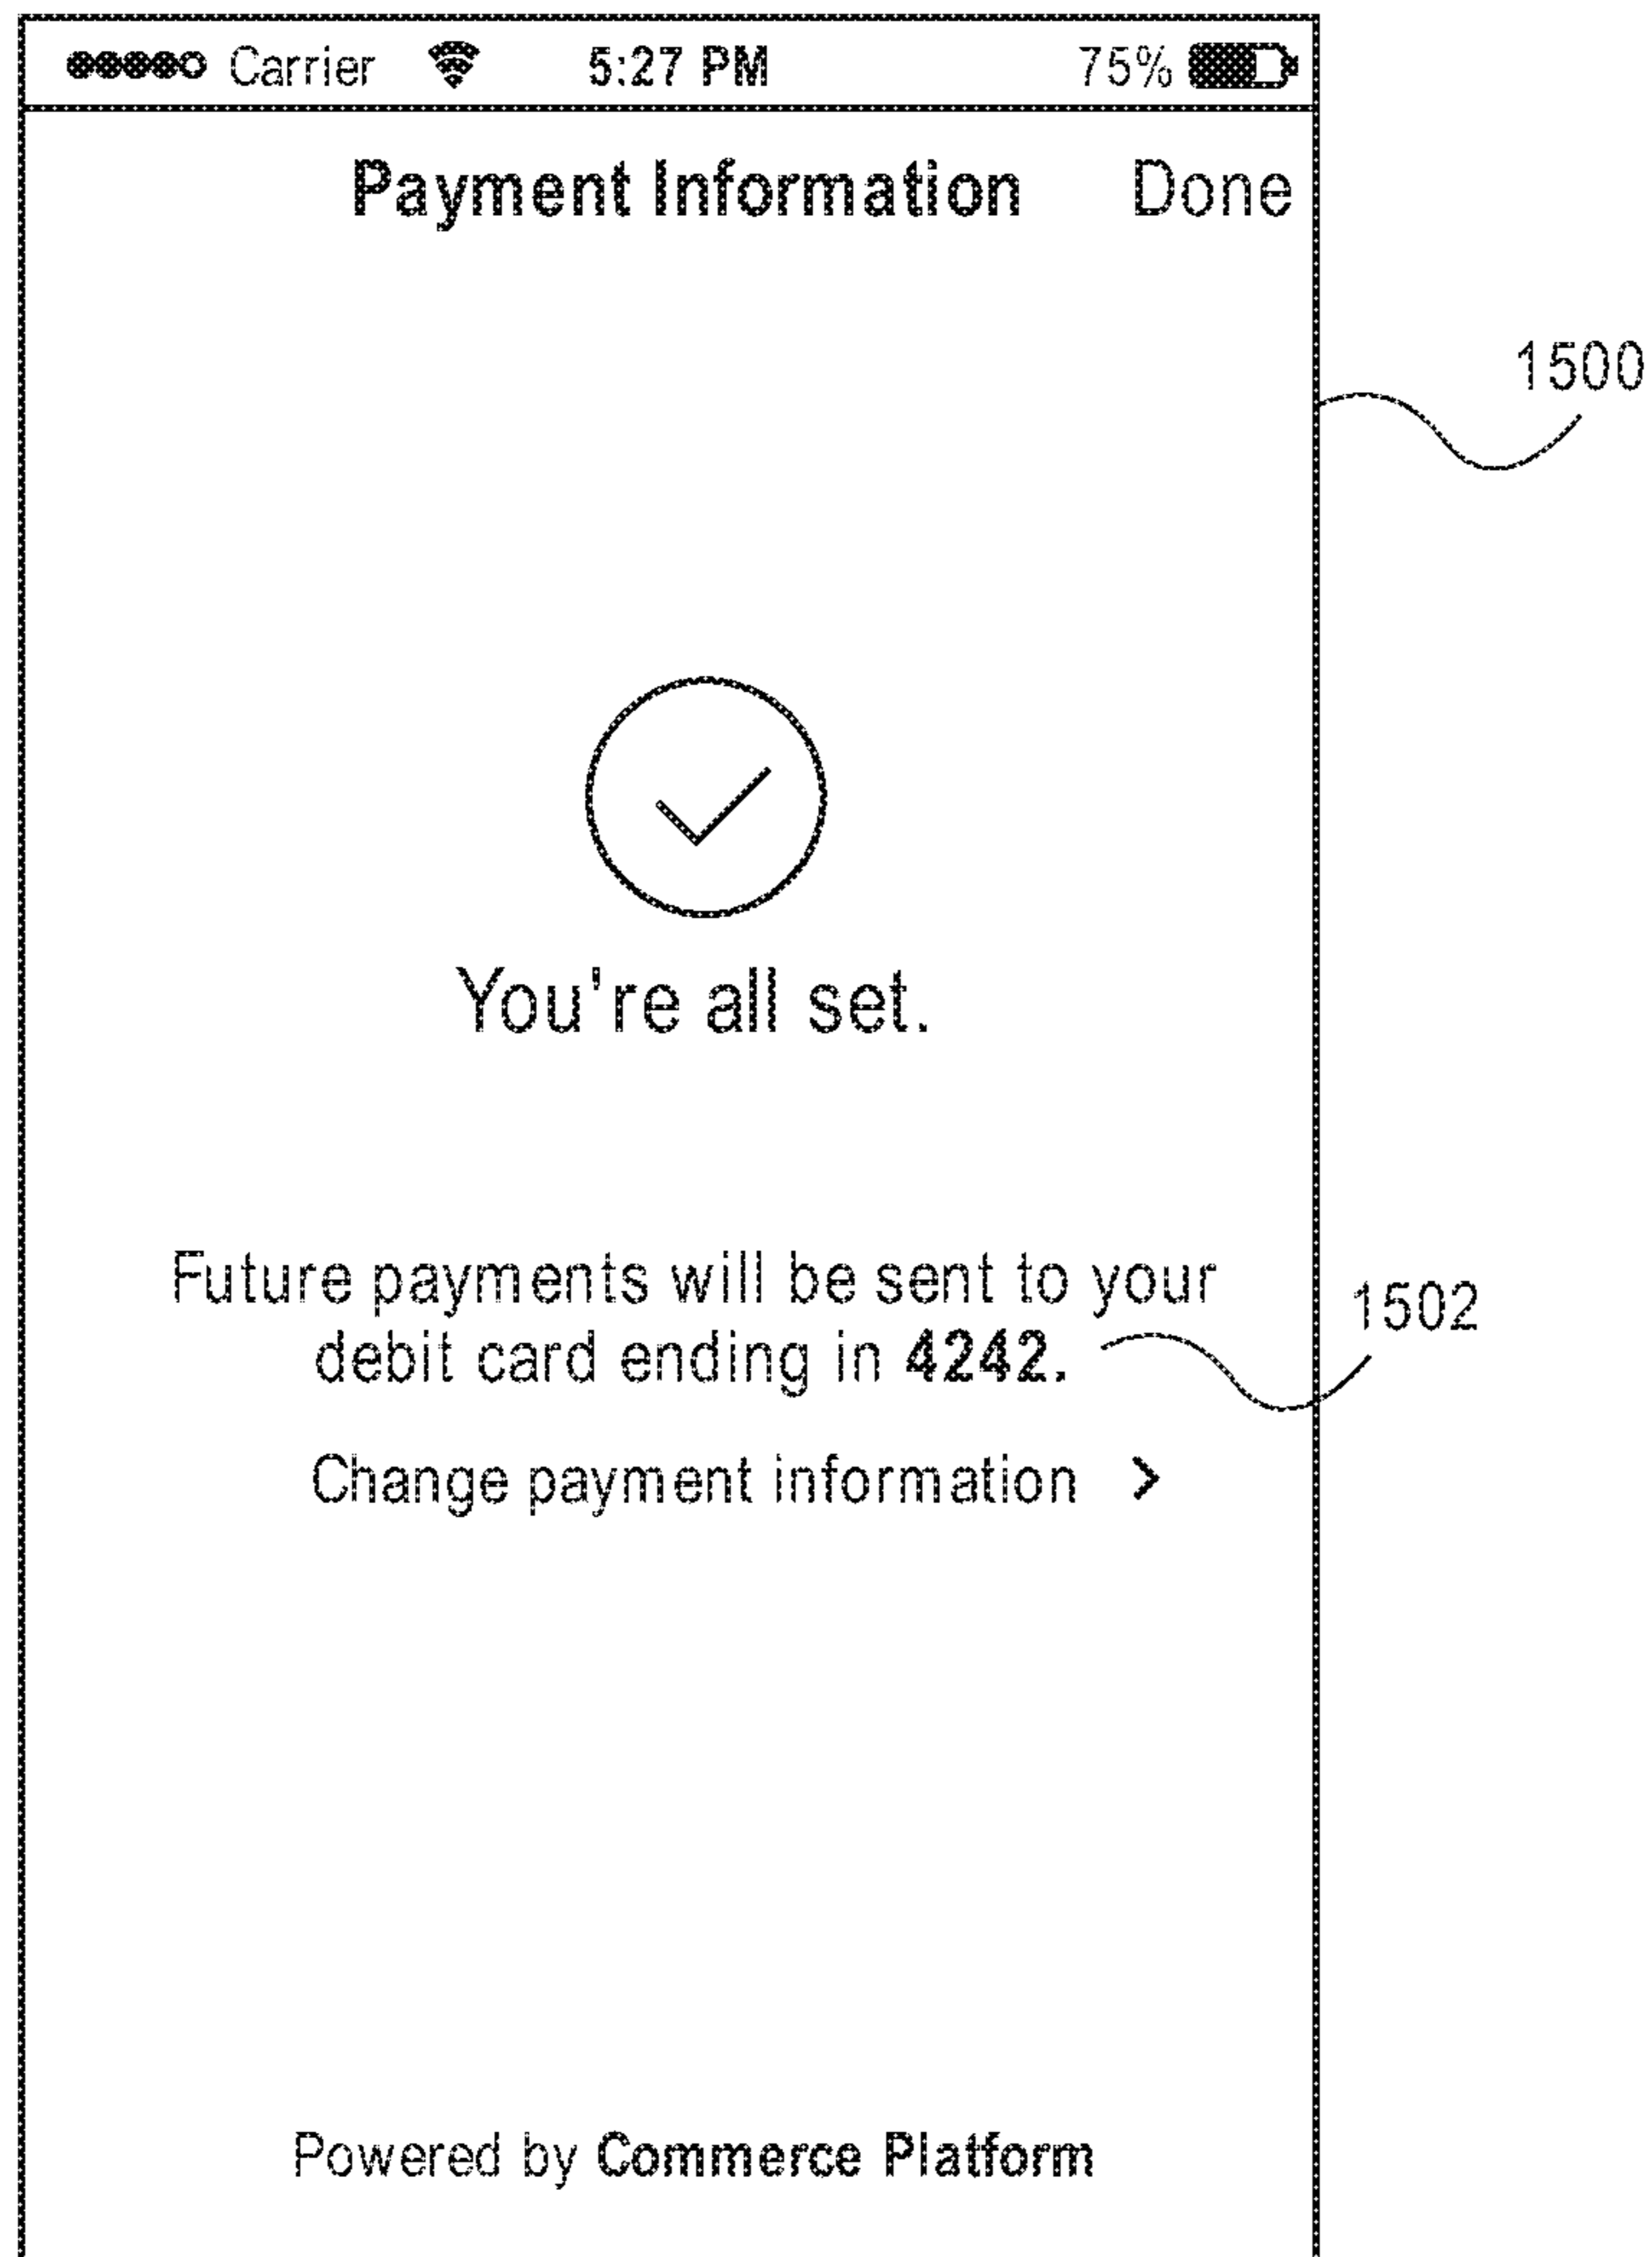 Carrier 5:27 PM 75%
Payment Information Done
1500
You're all set.
Future payments will be sent to your
debit card ending in 4242.
1502
Change payment information >
Powered by Commerce Platform